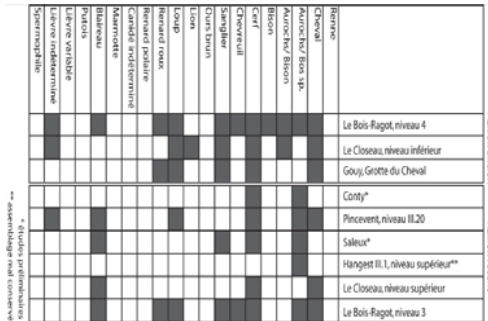 Spermophile
Lièvre indéterminé
Lièvre variable
Putois
Blaireau
Marmotte
Canidé indéterminé
Renard polaire
Renard roux
Loup
Lion
Ours brun
Sanglier
Chevreuil
Cerf
Bison
Aurochs/ Bison
Aurochs/ Bos sp.
Cheval
Renne
Le Bois-Ragot, niveau 4
Le Closeau, niveau inférieur
Gouy, Grotte du Cheval
Conty*
Pincevent, niveau III.20
Saleux*
Hangest III.1, niveau supérieur**
Le Closeau, niveau supérieur
Le Bois-Ragot, niveau 3
* études préliminaires
** assemblage mal conservé